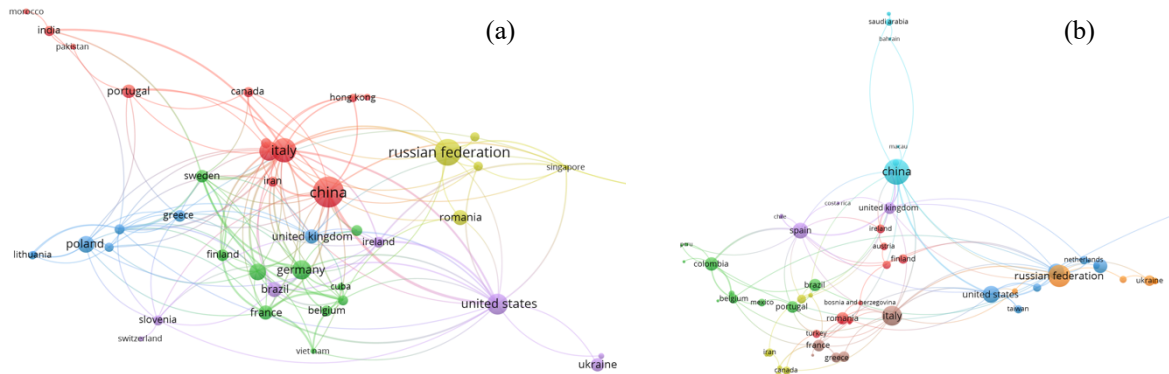 (a)
morocco
india
pakistan
portugal
canada
hong kong
italy
russian federation
singapore
sweden
iran
china
greece
romania
poland
united kingdom
ireland
lithuania
finland
germany
brazil
cuba
united states
france
belgium
slovenia
switzerland
vietnam
ukraine
(b)
saudi arabia
bahrain
macau
china
costa rica
united kingdom
chile
spain
ireland
peru
austria
colombia
finland
netherlands
russian federation
ukraine
brazil
belgium
mexico
portugal
bosnia and herzegovina
united states
taiwan
romania
italy
turkey
france
iran
greece
canada